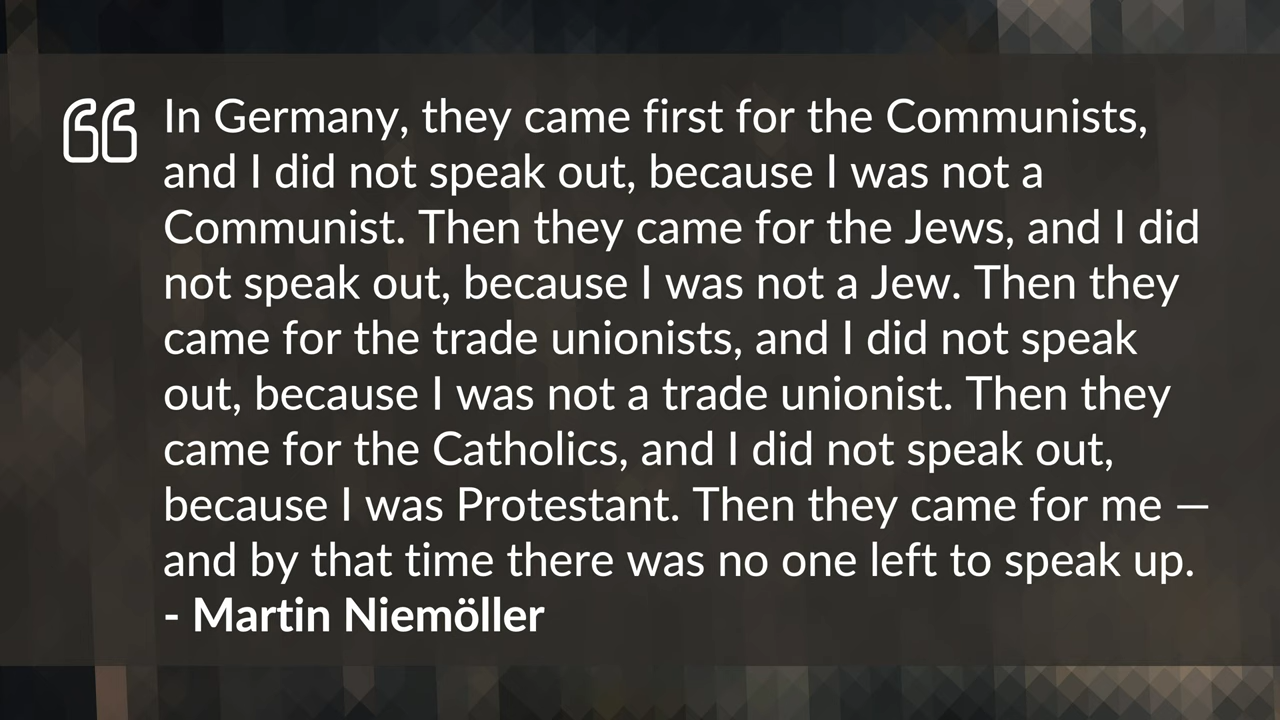 In Germany, they came first for the Communists,
and I did not speak out, because I was not a
Communist. Then they came for the Jews, and I did
not speak out, because I was not a Jew. Then they
came for the trade unionists, and I did not speak
out, because I was not a trade unionist. Then they
came for the Catholics, and I did not speak out,
because I was Protestant. Then they came for me —
and by that time there was no one left to speak up.
- Martin Niemöller